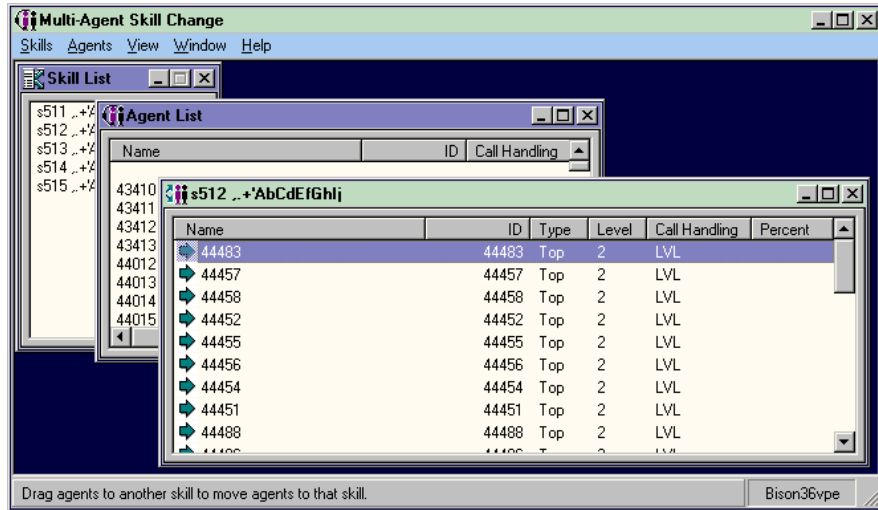 Multi-Agent Skill Change
Skills Agents View Window Help
Skill List
s511 ,.+'A
s512 ,.+'A
s513 ,.+'A
s514 ,.+'A
s515 ,.+'A
Agent List
Name ID Call Handling
43410
43411
43412
43413
44012
44013
44014
44015
s512 ,.+'AbCdEfGhIj
Name ID Type Level Call Handling Percent
44483 44483 Top 2 LVL
44457 44457 Top 2 LVL
44458 44458 Top 2 LVL
44452 44452 Top 2 LVL
44455 44455 Top 2 LVL
44456 44456 Top 2 LVL
44454 44454 Top 2 LVL
44451 44451 Top 2 LVL
44488 44488 Top 2 LVL
Drag agents to another skill to move agents to that skill.
Bison36vpe